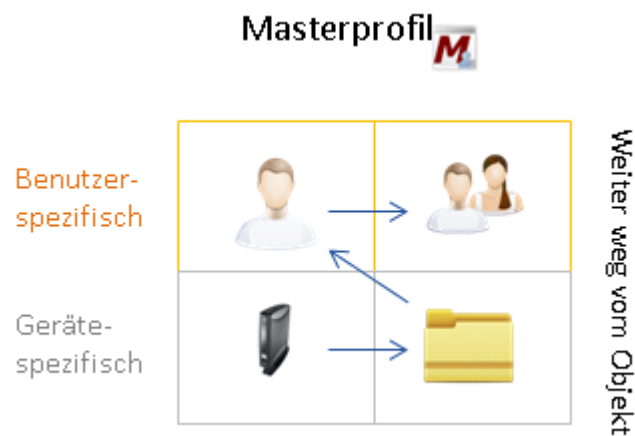 Masterprofil
M
Benutzer-
spezifisch
Geräte-
spezifisch
Weiter weg vom Objekt